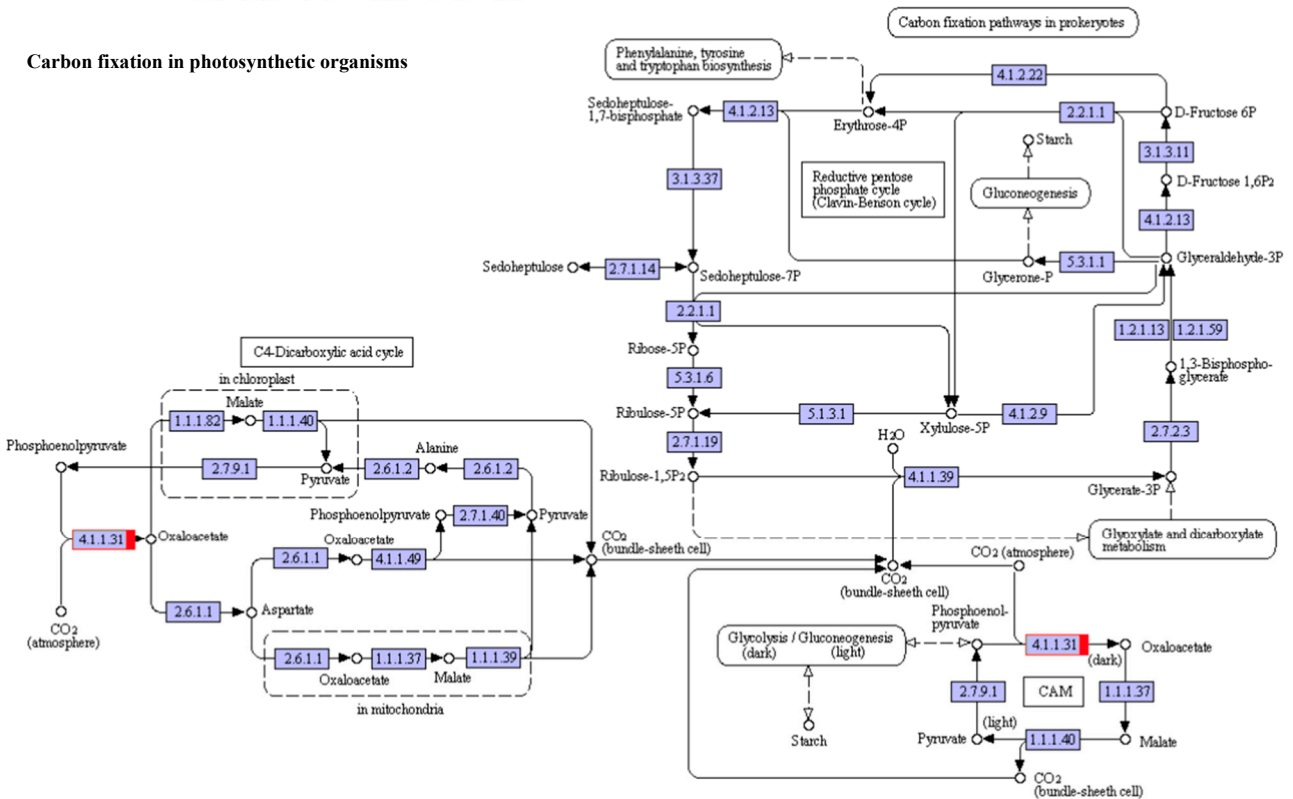 Carbon fixation in photosynthetic organisms
Carbon fixation pathways in prokeryotes
Phenylalanine, tyrosine
and tryptophan biosynthesis
4.1.2.22
Sedoheptulose-
1,7-bisphosphate
4.1.2.13
Erythrose-4P
2.2.1.1
D-Fructose 6P
Starch
3.1.3.11
3.1.3.37
Reductive pentose
phosphate cycle
(Clavin-Benson cycle)
Gluconeogenesis
D-Fructose 1,6P2
4.1.2.13
Sedoheptulose
2.7.1.14
Sedoheptulose-7P
Glycerone-P
5.3.1.1
Glyceraldehyde-3P
2.2.1.1
1.2.1.13
1.2.1.59
Ribose-5P
1,3-Bisphospho-
glycerate
5.3.1.6
Ribulose-5P
5.1.3.1
Xylulose-5P
4.1.2.9
2.7.1.19
H2O
2.7.2.3
Ribulose-1,5P2
4.1.1.39
Glycerate-3P
Glyoxylate and dicarboxylate
metabolism
C4-Dicarboxylic acid cycle
in chloroplast
Malate
1.1.1.82
1.1.1.40
Phosphoenolpyruvate
Alanine
2.7.9.1
Pyruvate
2.6.1.2
2.6.1.2
Phosphoenolpyruvate
2.7.1.40
Pyruvate
4.1.1.31
Oxaloacetate
Oxaloacetate
CO2
(bundle-sheeth cell)
2.6.1.1
4.1.1.49
2.6.1.1
Aspartate
CO2
(atmosphere)
2.6.1.1
1.1.1.37
1.1.1.39
Oxaloacetate
Malate
in mitochondria
CO2 (atmosphere)
CO2
(bundle-sheeth cell)
Phosphoenol-
pyruvate
Glycolysis / Gluconeogenesis
(dark)
(light)
4.1.1.31
(dark)
Oxaloacetate
2.7.9.1
CAM
1.1.1.37
Starch
(light)
Pyruvate
1.1.1.40
Malate
CO2
(bundle-sheeth cell)